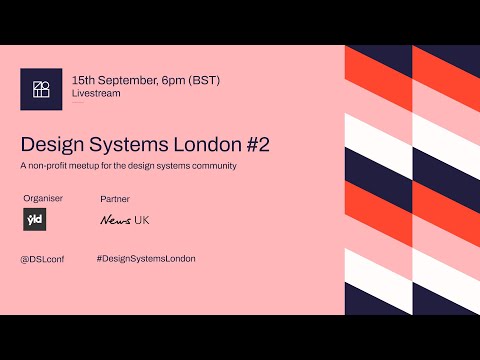 15th September, 6pm (BST)
Livestream
Design Systems London #2
A non-profit meetup for the design systems community
Organiser
Partner
yld
News UK
@DSLconf
#DesignSystemsLondon